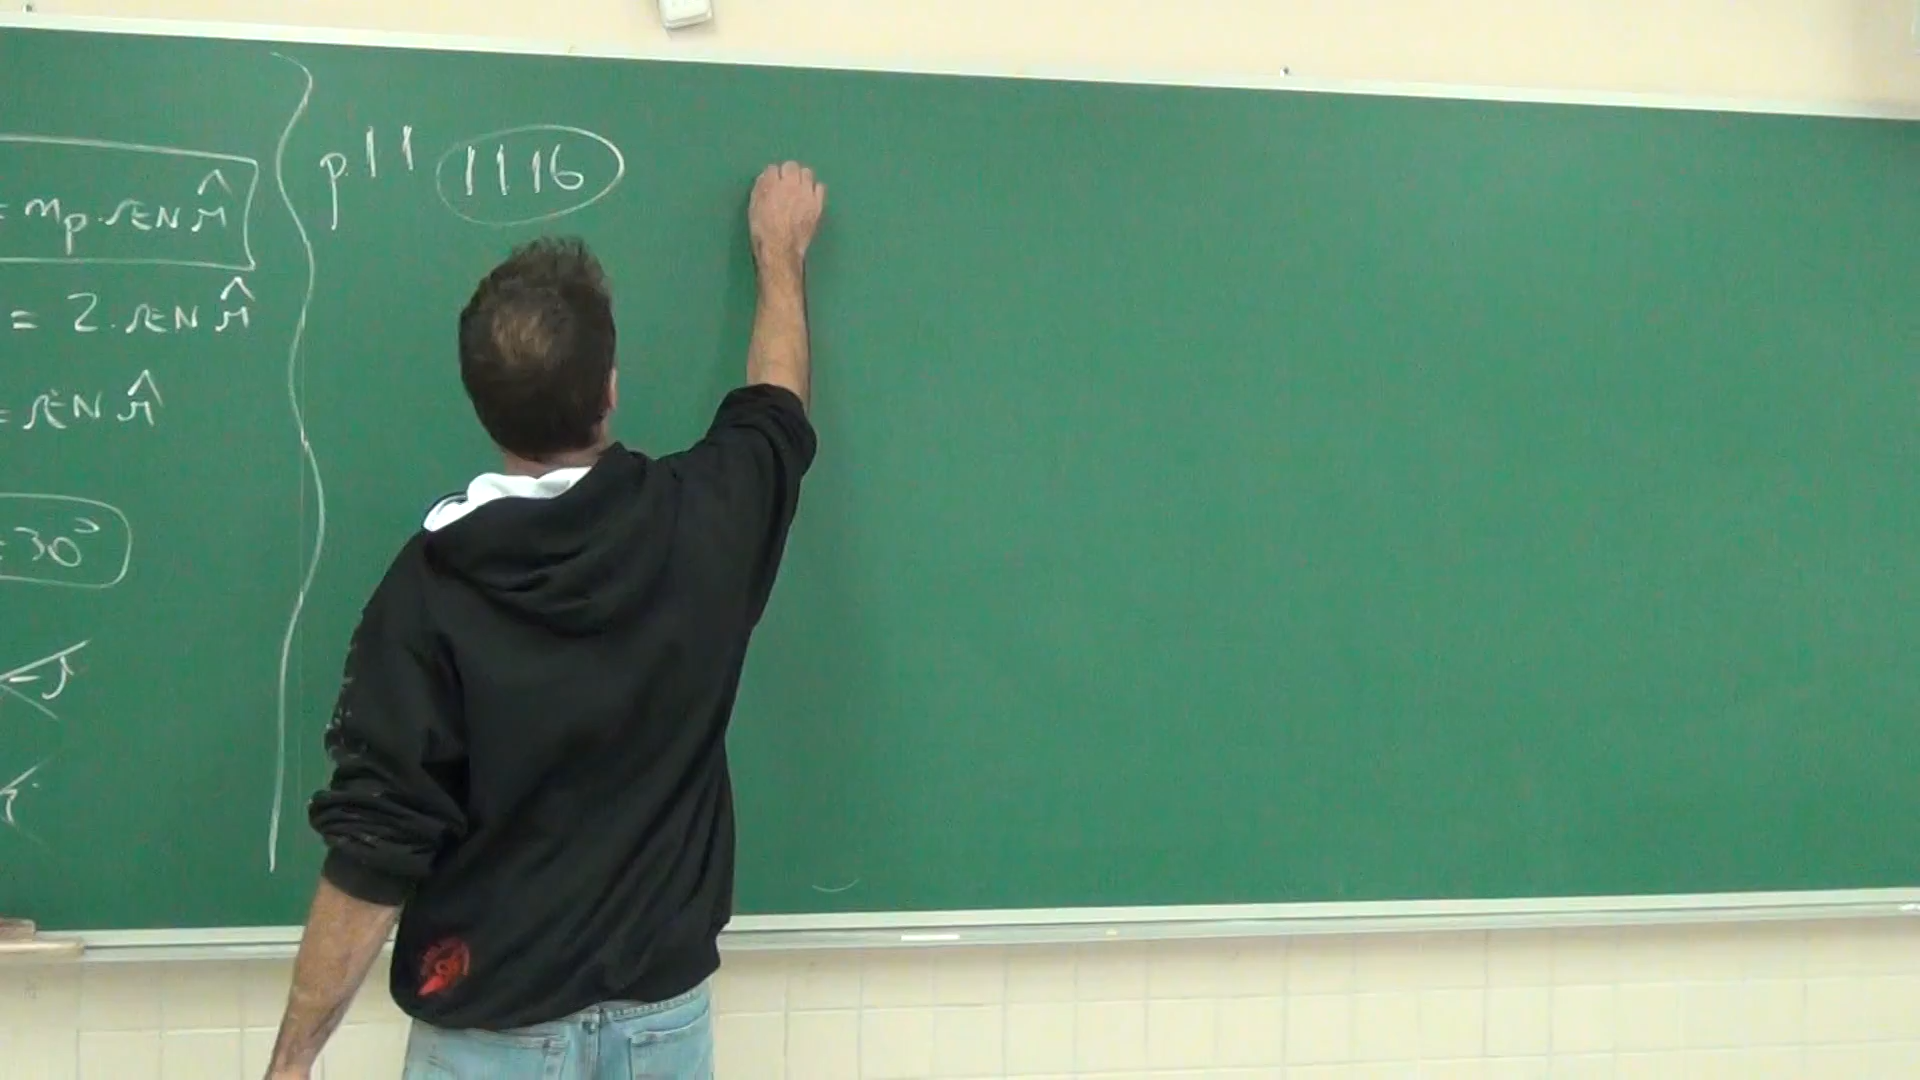 = mp.SEN r̂
= 2.SEN r̂
= SEN r̂
=30°
p.11 1116